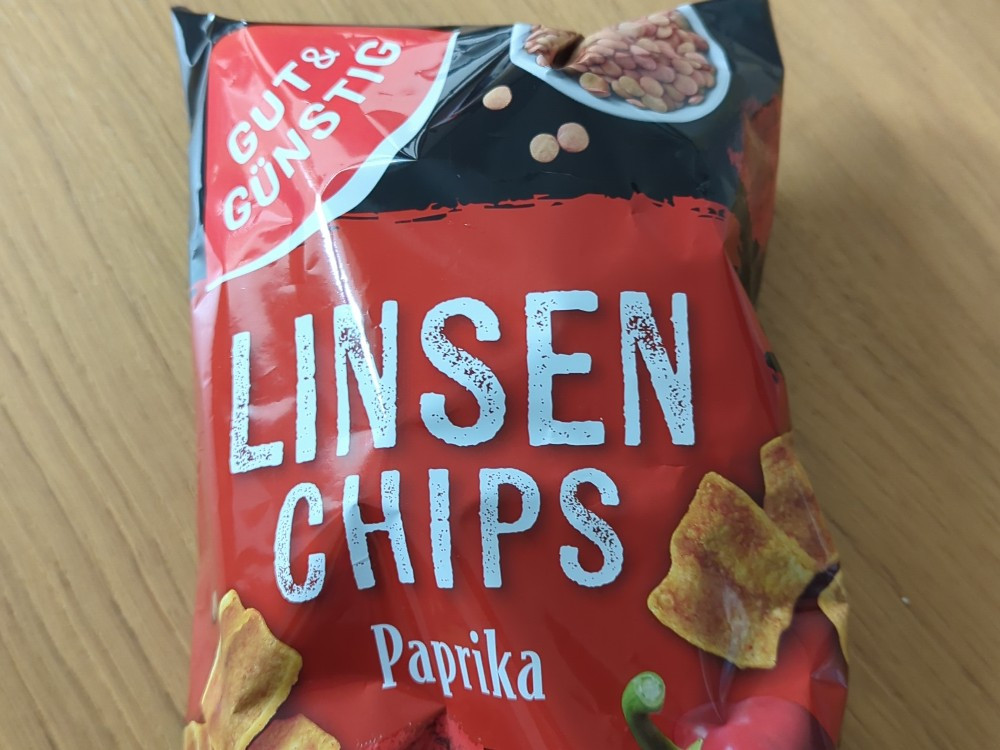 GUT &
GÜNSTIG
LINSEN
CHIPS
Paprika